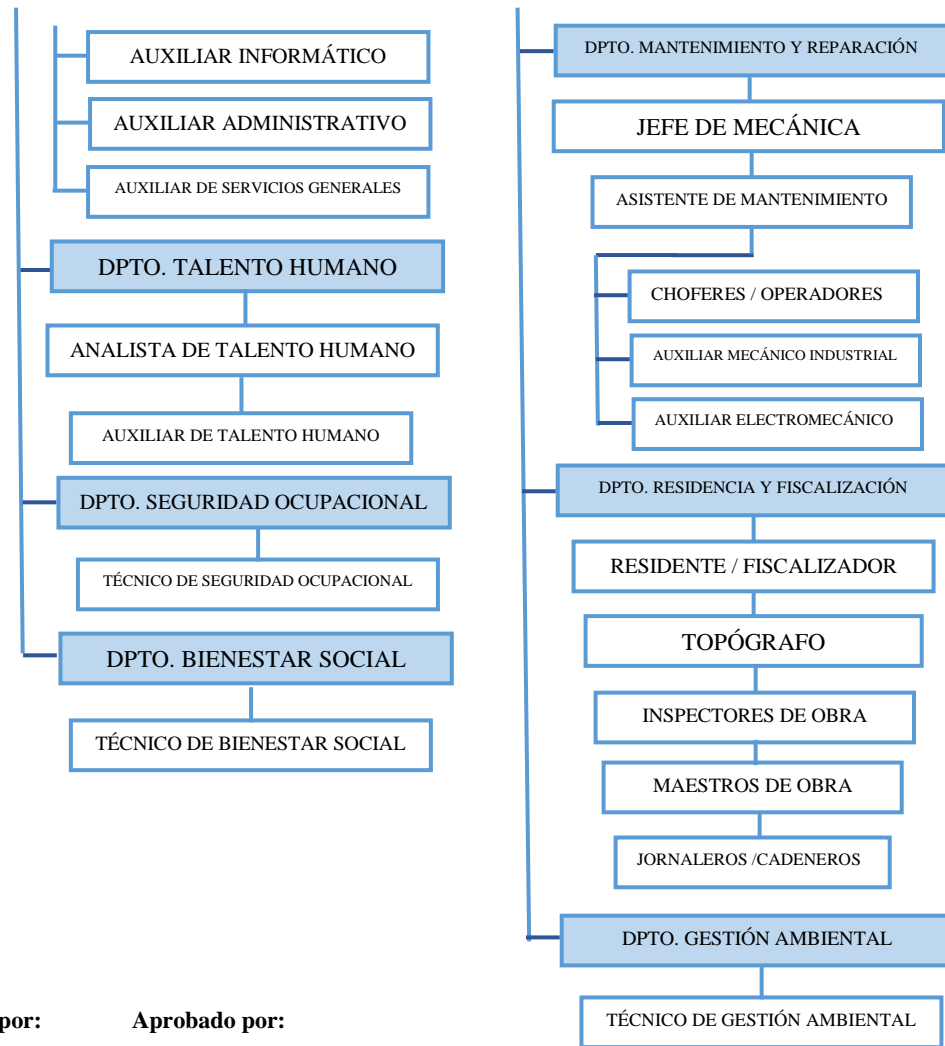 AUXILIAR INFORMÁTICO
AUXILIAR ADMINISTRATIVO
AUXILIAR DE SERVICIOS GENERALES
DPTO. TALENTO HUMANO
ANALISTA DE TALENTO HUMANO
AUXILIAR DE TALENTO HUMANO
DPTO. SEGURIDAD OCUPACIONAL
TÉCNICO DE SEGURIDAD OCUPACIONAL
DPTO. BIENESTAR SOCIAL
TÉCNICO DE BIENESTAR SOCIAL
DPTO. MANTENIMIENTO Y REPARACIÓN
JEFE DE MECÁNICA
ASISTENTE DE MANTENIMIENTO
CHOFERES / OPERADORES
AUXILIAR MECÁNICO INDUSTRIAL
AUXILIAR ELECTROMECÁNICO
DPTO. RESIDENCIA Y FISCALIZACIÓN
RESIDENTE / FISCALIZADOR
TOPÓGRAFO
INSPECTORES DE OBRA
MAESTROS DE OBRA
JORNALEROS /CADENEROS
DPTO. GESTIÓN AMBIENTAL
TÉCNICO DE GESTIÓN AMBIENTAL
por: Aprobado por: